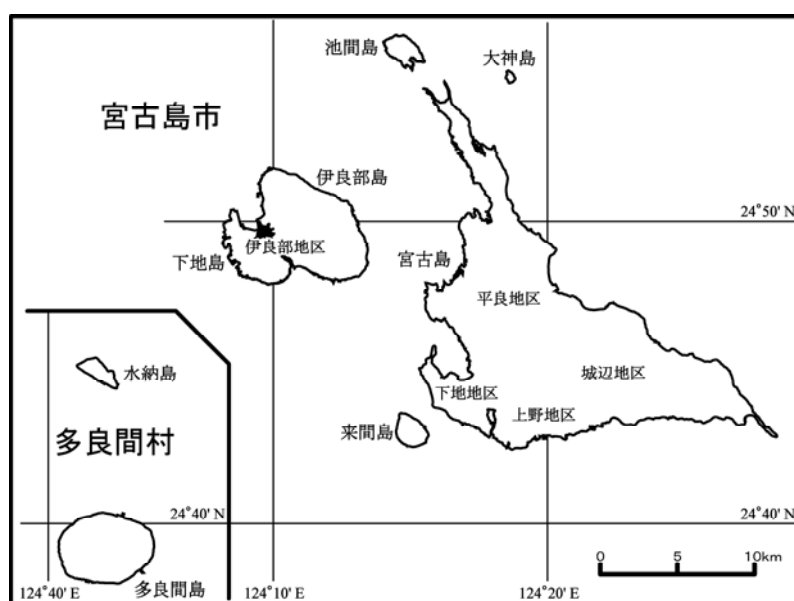 池間島
大神島
宮古島市
伊良部島
24°50' N
伊良部地区
下地島
宮古島
平良地区
水納島
城辺地区
下地地区
上野地区
多良間村
来間島
24°40' N
24°40' N
0 5 10km
多良間島
124°40' E
124°10' E
124°20' E